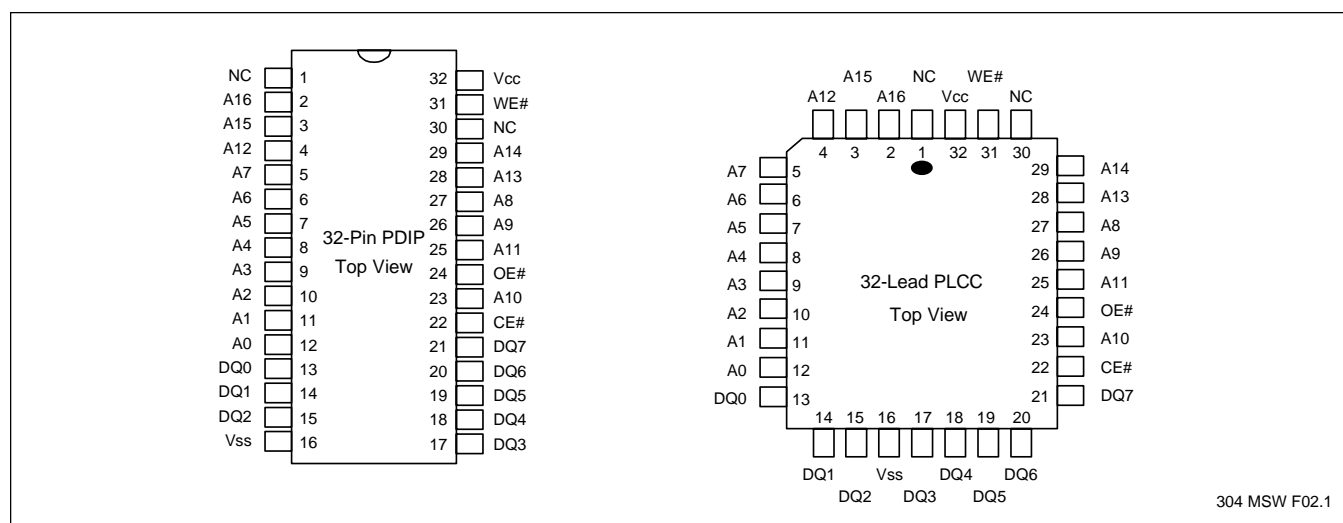 NC 1 32 Vcc
A16 2 31 WE#
A15 3 30 NC
A12 4 29 A14
A7 5 28 A13
A6 6 27 A8
A5 7 26 A9
A4 8 25 A11
A3 9 24 OE#
A2 10 23 A10
A1 11 22 CE#
A0 12 21 DQ7
DQ0 13 20 DQ6
DQ1 14 19 DQ5
DQ2 15 18 DQ4
Vss 16 17 DQ3
32-Pin PDIP
Top View
A15 NC WE#
A12 A16 Vcc NC
4 3 2 1 32 31 30
A7 5 29 A14
A6 6 28 A13
A5 7 27 A8
A4 8 26 A9
A3 9 25 A11
A2 10 24 OE#
A1 11 23 A10
A0 12 22 CE#
DQ0 13 21 DQ7
32-Lead PLCC
Top View
14 15 16 17 18 19 20
DQ1 Vss DQ4 DQ6
DQ2 DQ3 DQ5
304 MSW F02.1